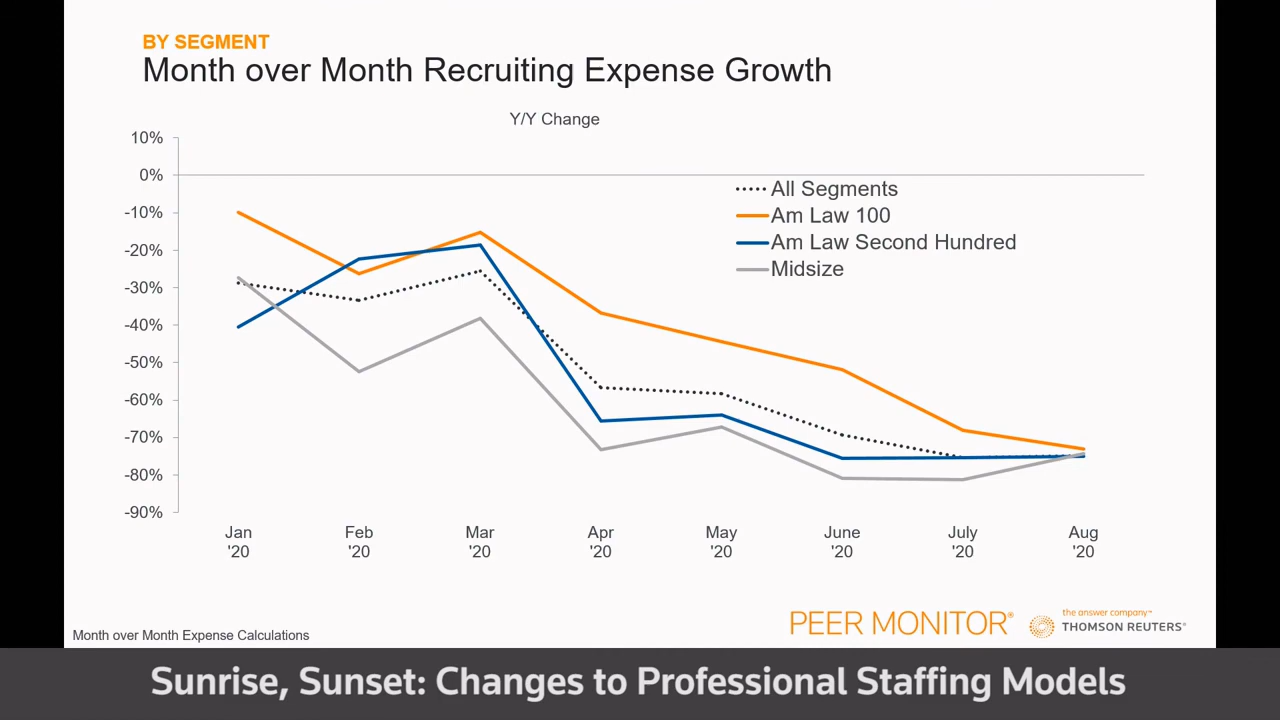 BY SEGMENT
Month over Month Recruiting Expense Growth
Y/Y Change
10%
0%
-10%
-20%
-30%
-40%
-50%
-60%
-70%
-80%
-90%
All Segments
Am Law 100
Am Law Second Hundred
Midsize
Jan Feb Mar Apr May June July Aug
'20 '20 '20 '20 '20 '20 '20 '20
PEER MONITOR®
the answer company™
THOMSON REUTERS®
Month over Month Expense Calculations
Sunrise, Sunset: Changes to Professional Staffing Models